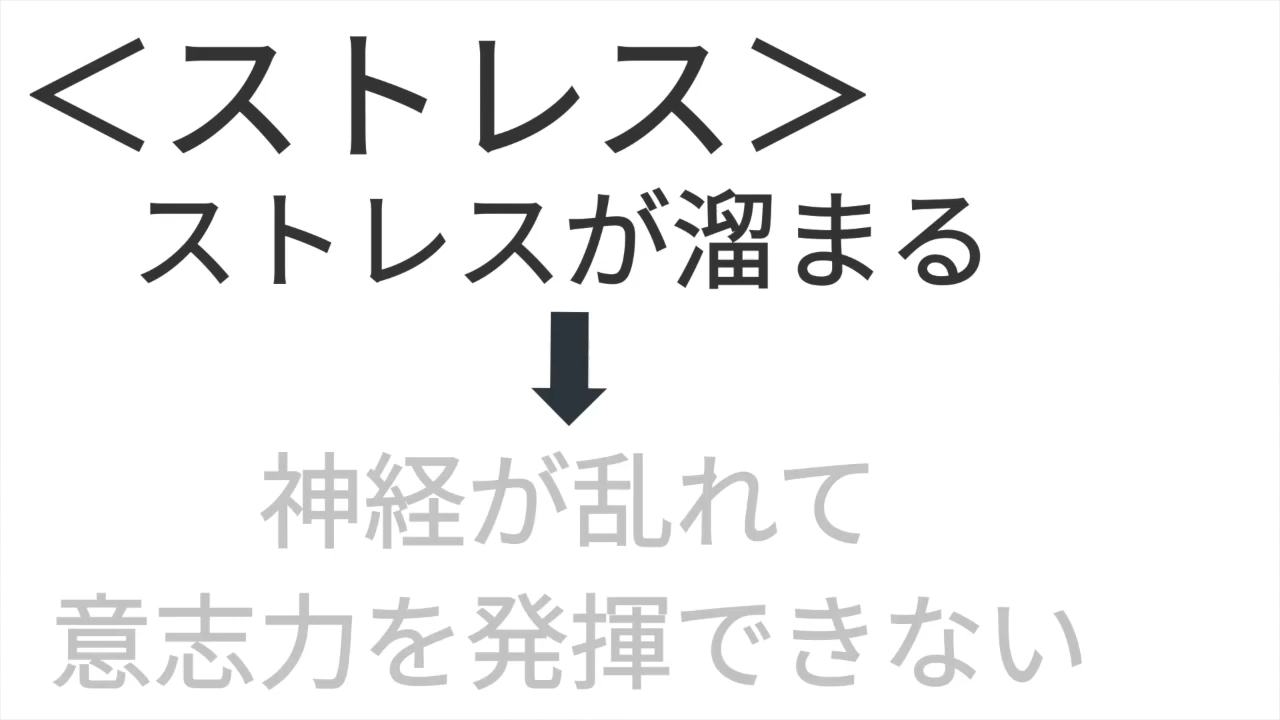 ＜ストレス＞
ストレスが溜まる
神経が乱れて
意志力を発揮できない